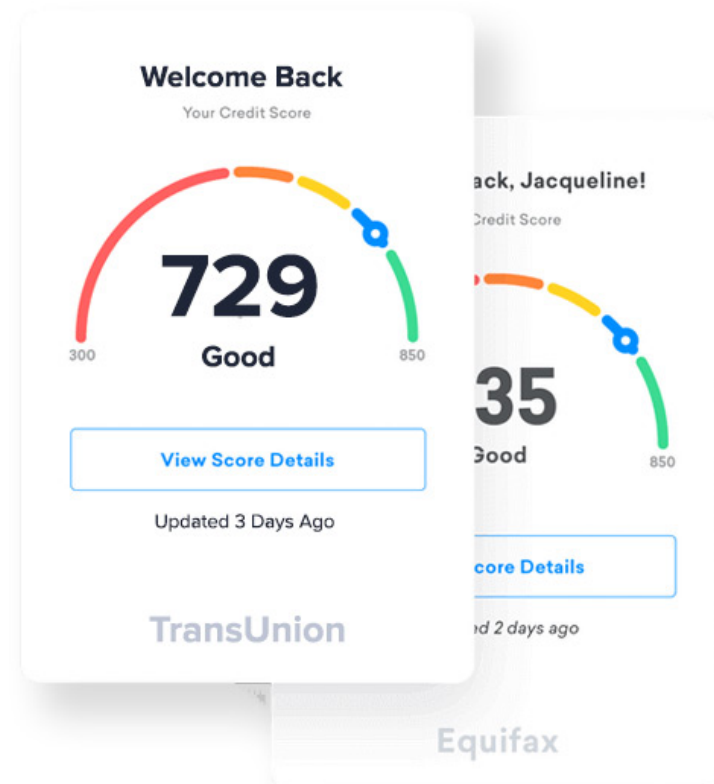 Welcome Back
Your Credit Score
729
Good
300
850
View Score Details
Updated 3 Days Ago
TransUnion
ack, Jacqueline!
Credit Score
35
Good
850
core Details
ed 2 days ago
Equifax